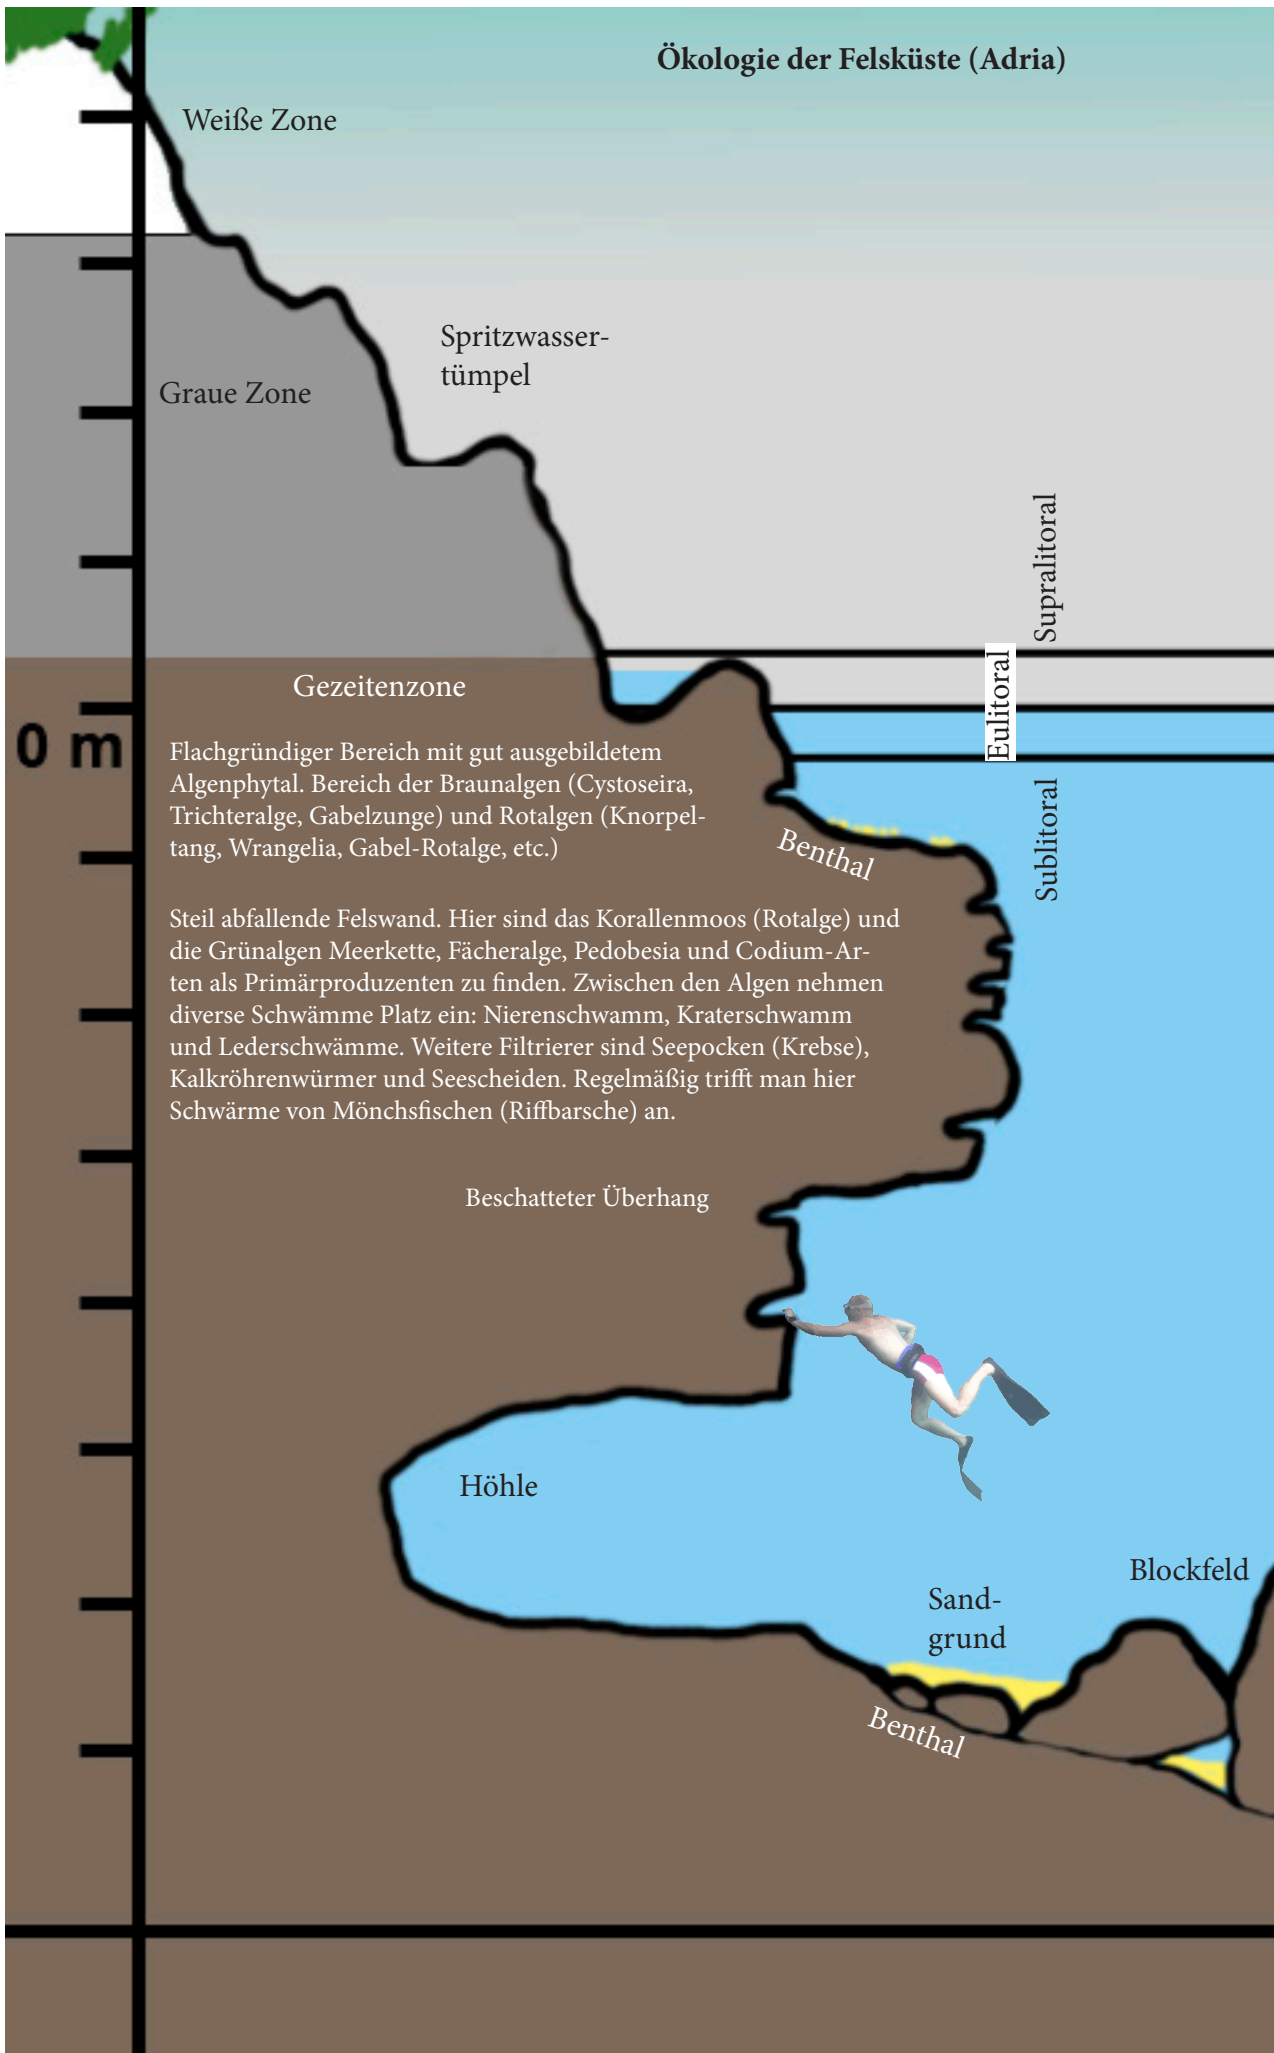 Ökologie der Felsküste (Adria)
Weiße Zone
Spritzwasser-
tümpel
Graue Zone
Supralitoral
Eulitoral
Gezeitenzone
0 m
Flachgründiger Bereich mit gut ausgebildetem
Algenphytal. Bereich der Braunalgen (Cystoseira,
Trichteralge, Gabelzunge) und Rotalgen (Knorpel-
tang, Wrangelia, Gabel-Rotalge, etc.)
Benthal
Sublitoral
Steil abfallende Felswand. Hier sind das Korallenmoos (Rotalge) und
die Grünalgen Meerkette, Fächeralge, Pedobesia und Codium-Ar-
ten als Primärproduzenten zu finden. Zwischen den Algen nehmen
diverse Schwämme Platz ein: Nierenschwamm, Kraterschwamm
und Lederschwämme. Weitere Filtrierer sind Seepocken (Krebse),
Kalkröhrenwürmer und Seescheiden. Regelmäßig trifft man hier
Schwärme von Mönchsfischen (Riffbarsche) an.
Beschatteter Überhang
Höhle
Blockfeld
Sand-
grund
Benthal